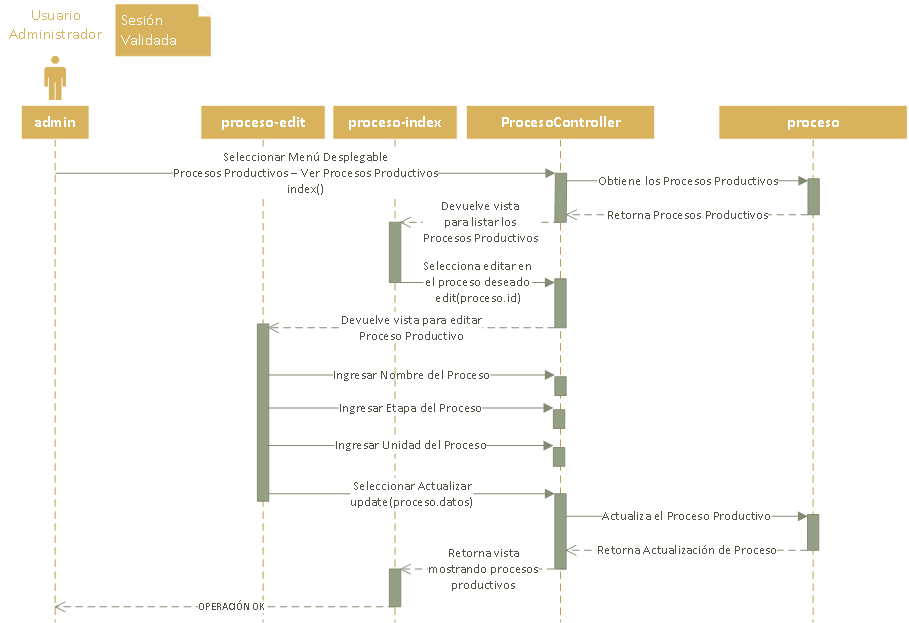 Usuario
Administrador
Sesión
Validada
admin
proceso-edit
proceso-index
ProcesoController
proceso
Seleccionar Menú Desplegable
Procesos Productivos – Ver Procesos Productivos
index()
Obtiene los Procesos Productivos
Retorna Procesos Productivos
Devuelve vista
para listar los
Procesos Productivos
Selecciona editar en
el proceso deseado
edit(proceso.id)
Devuelve vista para editar
Proceso Productivo
Ingresar Nombre del Proceso
Ingresar Etapa del Proceso
Ingresar Unidad del Proceso
Seleccionar Actualizar
update(proceso.datos)
Actualiza el Proceso Productivo
Retorna Actualización de Proceso
Retorna vista
mostrando procesos
productivos
OPERACIÓN OK